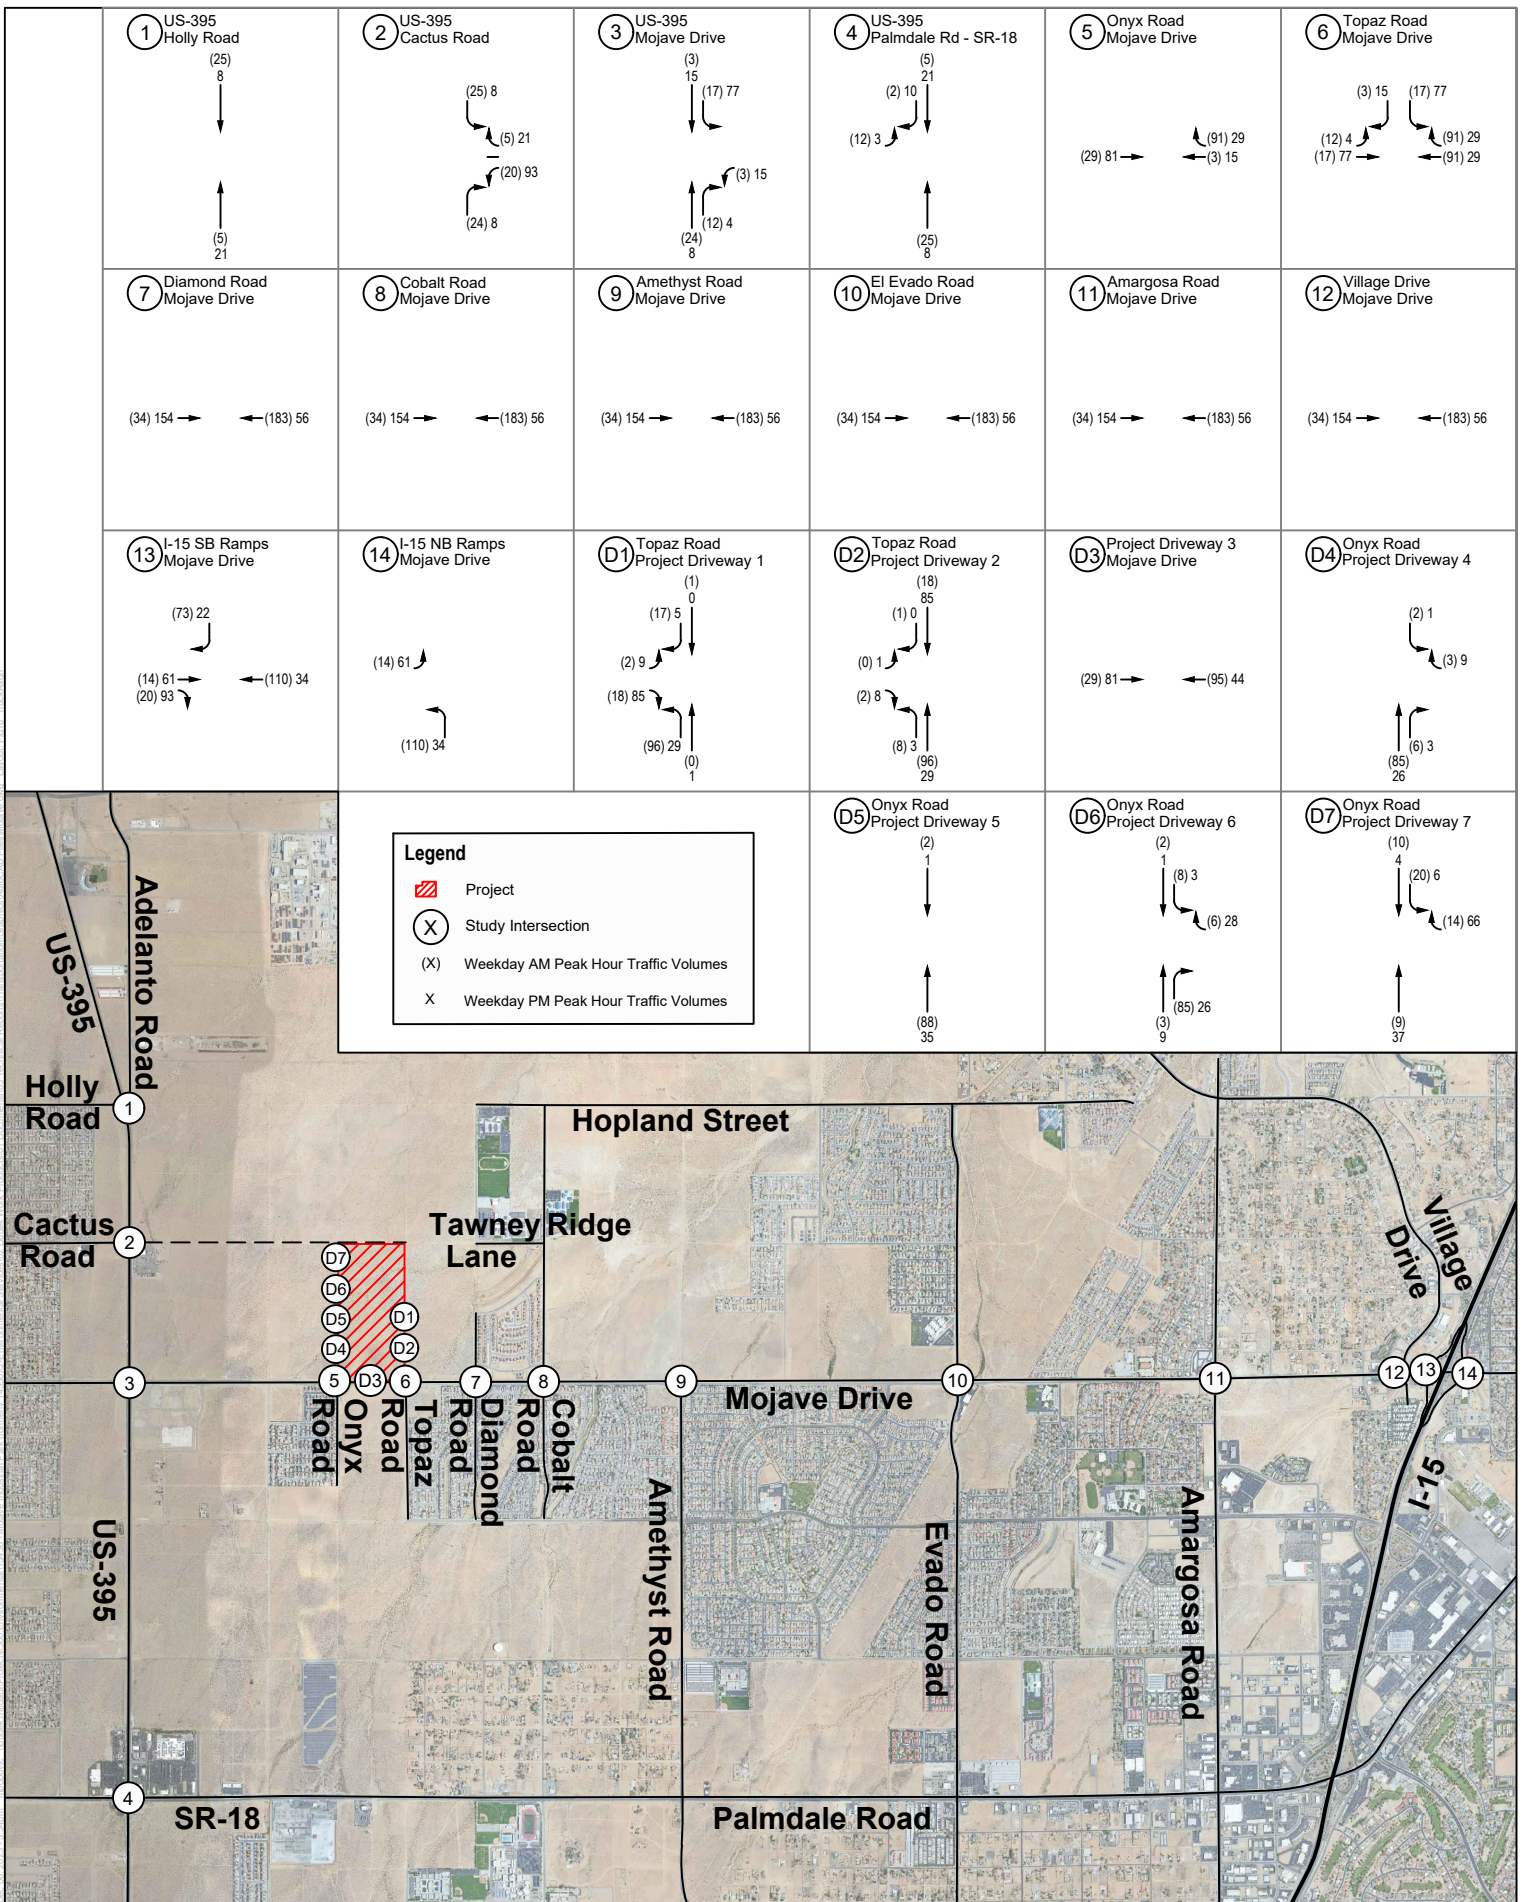 1 US-395
Holly Road
(25)
8
(5)
21
2 US-395
Cactus Road
(25) 8
(5) 21
(20) 93
(24) 8
3 US-395
Mojave Drive
(3)
15
(17) 77
(3) 15
(12) 4
(24)
8
4 US-395
Palmdale Rd - SR-18
(5)
21
(2) 10
(12) 3
(25)
8
5 Onyx Road
Mojave Drive
(91) 29
(29) 81
(3) 15
6 Topaz Road
Mojave Drive
(3) 15
(17) 77
(12) 4
(91) 29
(17) 77
(91) 29
7 Diamond Road
Mojave Drive
(34) 154
(183) 56
8 Cobalt Road
Mojave Drive
(34) 154
(183) 56
9 Amethyst Road
Mojave Drive
(34) 154
(183) 56
10 El Evado Road
Mojave Drive
(34) 154
(183) 56
11 Amargosa Road
Mojave Drive
(34) 154
(183) 56
12 Village Drive
Mojave Drive
(34) 154
(183) 56
13 I-15 SB Ramps
Mojave Drive
(73) 22
(14) 61
(110) 34
(20) 93
14 I-15 NB Ramps
Mojave Drive
(14) 61
(110) 34
D1 Topaz Road
Project Driveway 1
(1)
0
(17) 5
(2) 9
(18) 85
(96) 29
(0)
1
D2 Topaz Road
Project Driveway 2
(18)
85
(1) 0
(0) 1
(2) 8
(8) 3
(96)
29
D3 Project Driveway 3
Mojave Drive
(29) 81
(95) 44
D4 Onyx Road
Project Driveway 4
(2) 1
(3) 9
(6) 3
(85)
26
D5 Onyx Road
Project Driveway 5
(2)
1
(88)
35
D6 Onyx Road
Project Driveway 6
(2)
1
(8) 3
(6) 28
(85) 26
(3)
9
D7 Onyx Road
Project Driveway 7
(10)
4
(20) 6
(14) 66
(9)
37
Legend
Project
X Study Intersection
(X) Weekday AM Peak Hour Traffic Volumes
X Weekday PM Peak Hour Traffic Volumes
US-395
Adelanto Road
Holly
Road
1
Hopland Street
Cactus
Road
2
Tawney Ridge
Lane
Village
Drive
D7
D6
D5
D4
D1
D2
3
5
D3
6
7
8
9
10
11
12
13
14
Mojave Drive
Onyx
Road
Topaz
Road
Diamond
Road
Cobalt
Road
Amethyst Road
Evado Road
Amargosa Road
I-15
US-395
4
SR-18
Palmdale Road